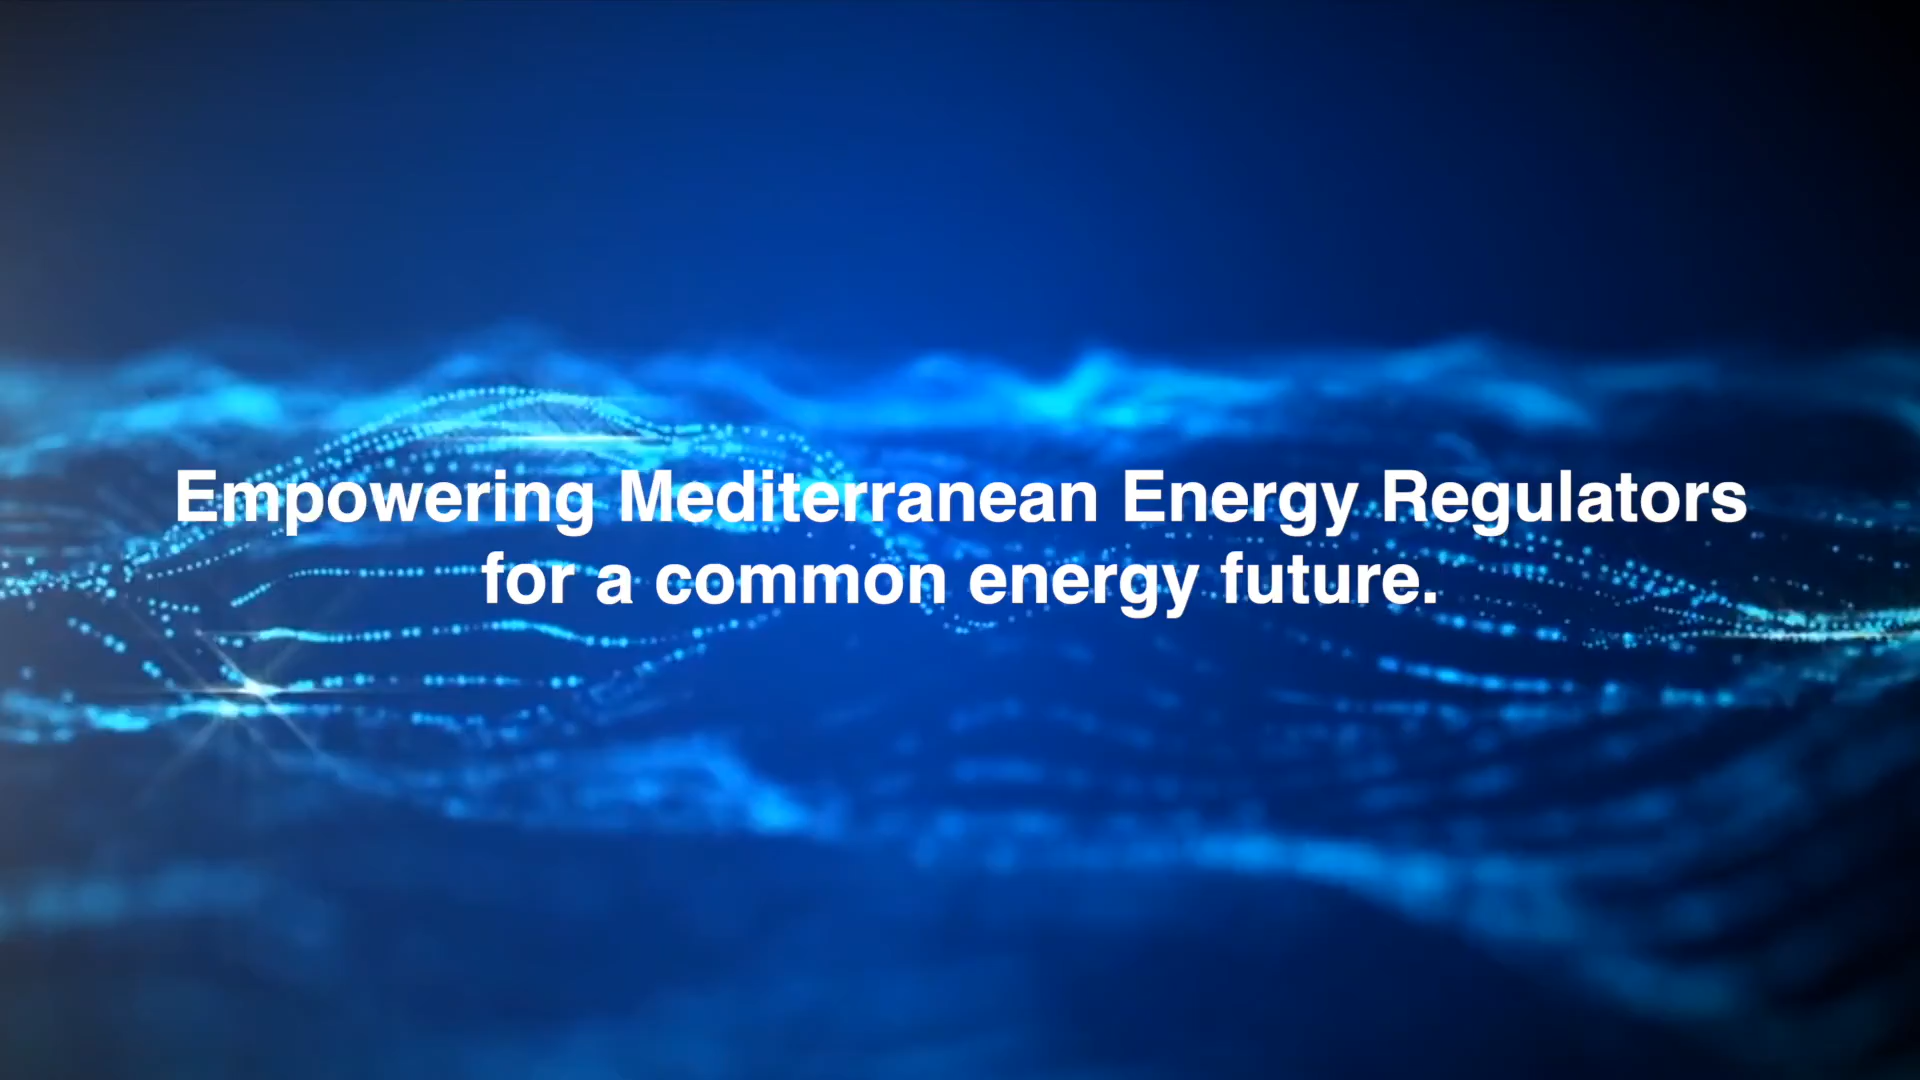 Empowering Mediterranean Energy Regulators
for a common energy future.